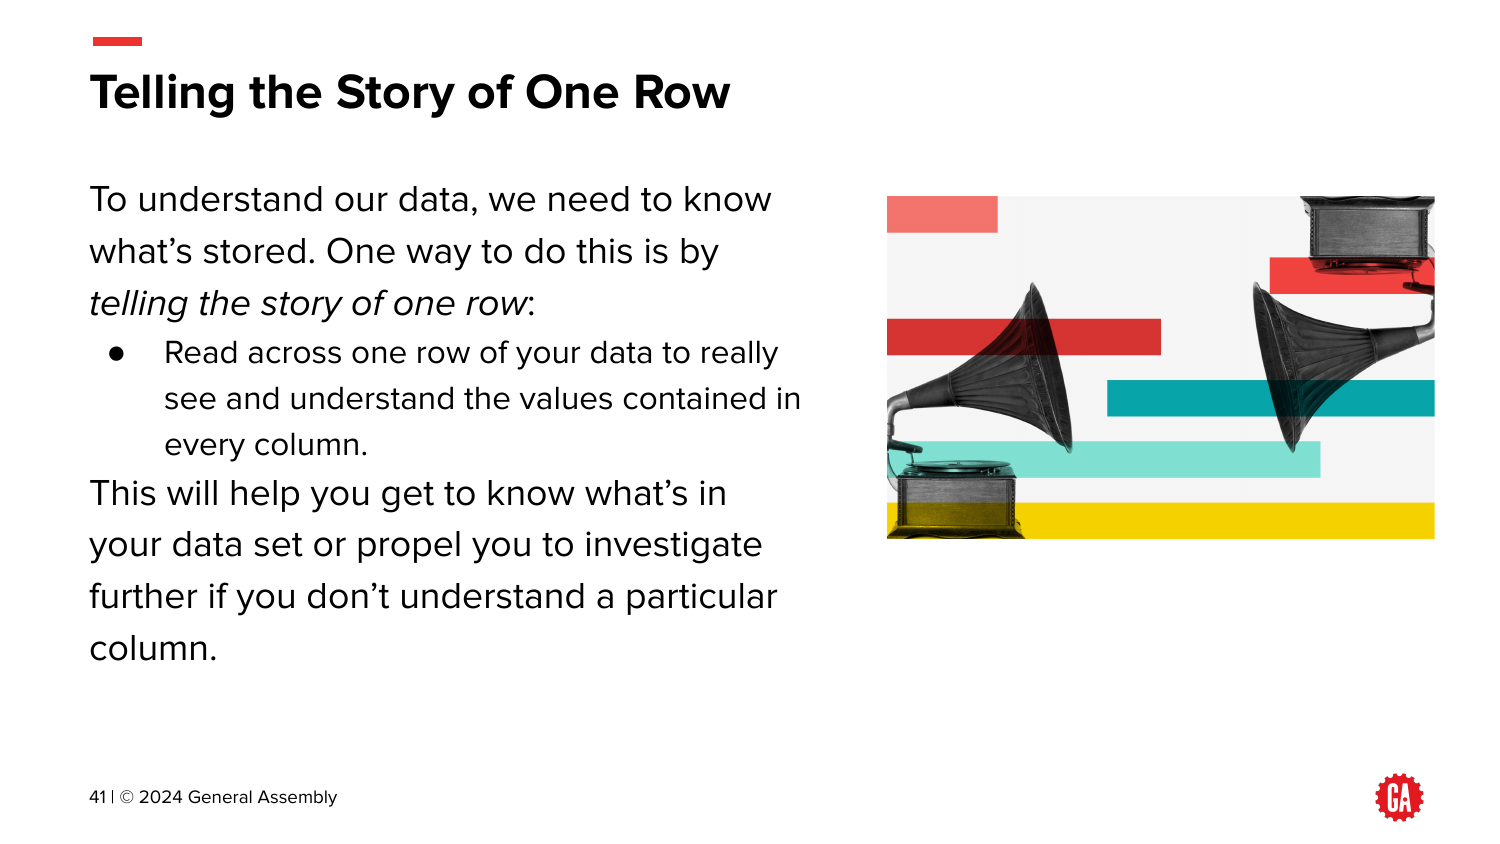 Telling the Story of One Row
To understand our data, we need to know
what’s stored. One way to do this is by
telling the story of one row:
● Read across one row of your data to really
see and understand the values contained in
every column.
This will help you get to know what’s in
your data set or propel you to investigate
further if you don’t understand a particular
column.
41 | © 2024 General Assembly
GA